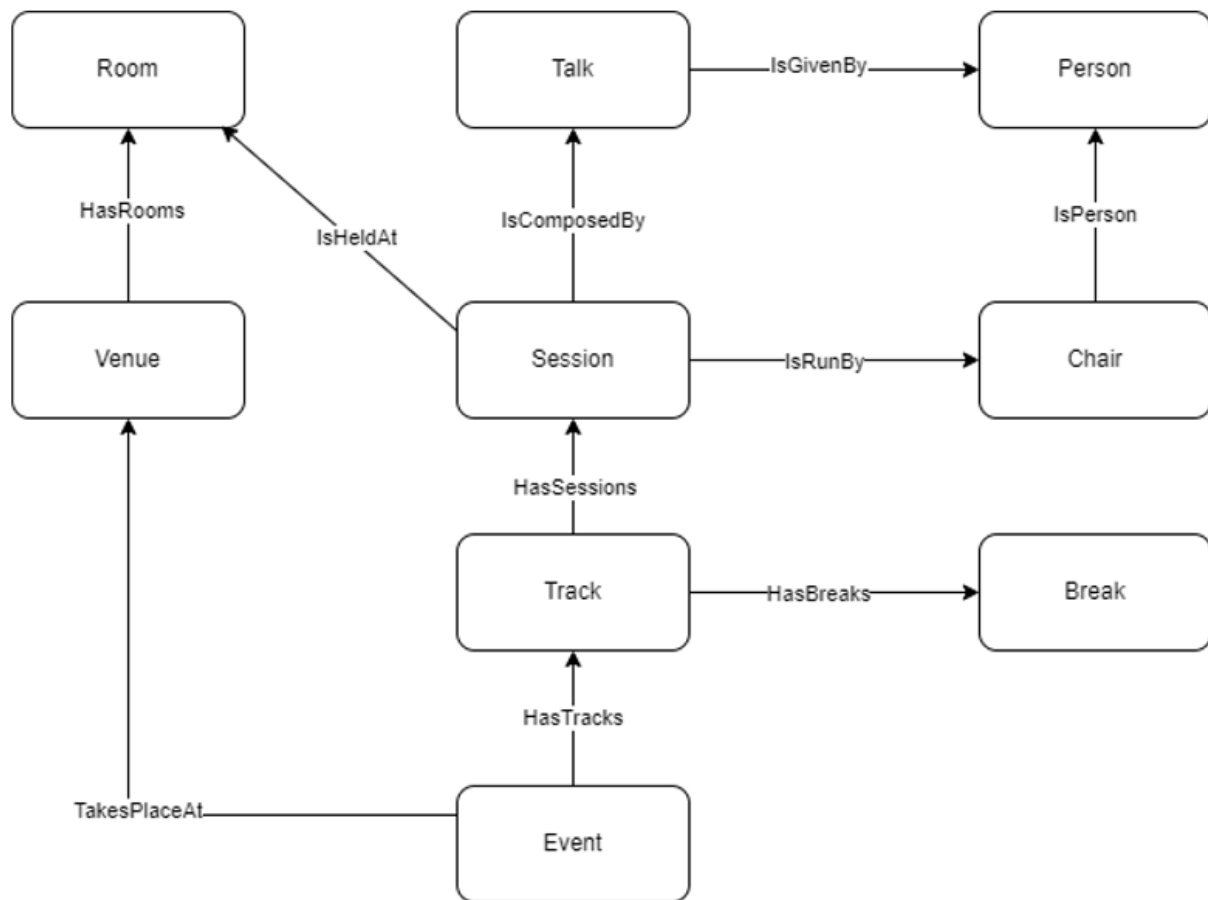 Room
Talk
IsGivenBy
Person
HasRooms
IsHeldAt
IsComposedBy
IsPerson
Venue
Session
IsRunBy
Chair
HasSessions
Track
HasBreaks
Break
HasTracks
TakesPlaceAt
Event